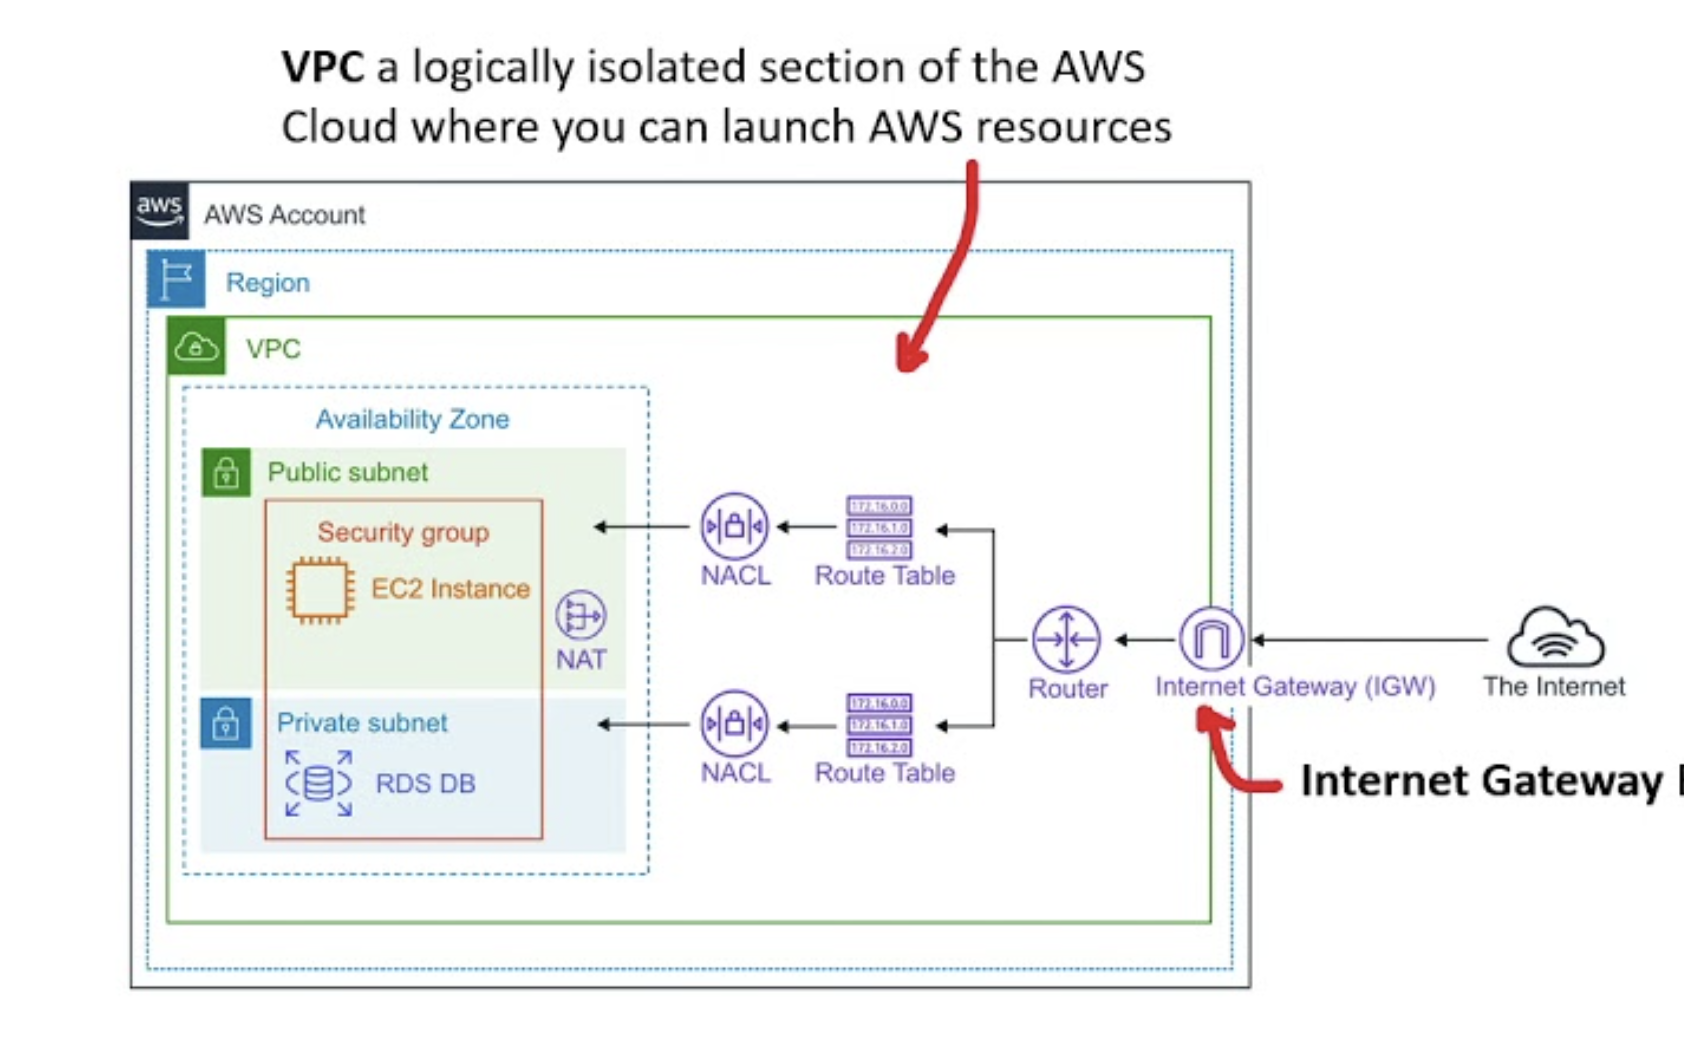 VPC a logically isolated section of the AWS
Cloud where you can launch AWS resources
aws
AWS Account
Region
VPC
Availability Zone
Public subnet
Security group
EC2 Instance
NAT
Private subnet
RDS DB
NACL
172.16.0.0
172.16.1.0
172.16.2.0
Route Table
NACL
172.16.0.0
172.16.1.0
172.16.2.0
Route Table
Router
Internet Gateway (IGW)
The Internet
Internet Gateway